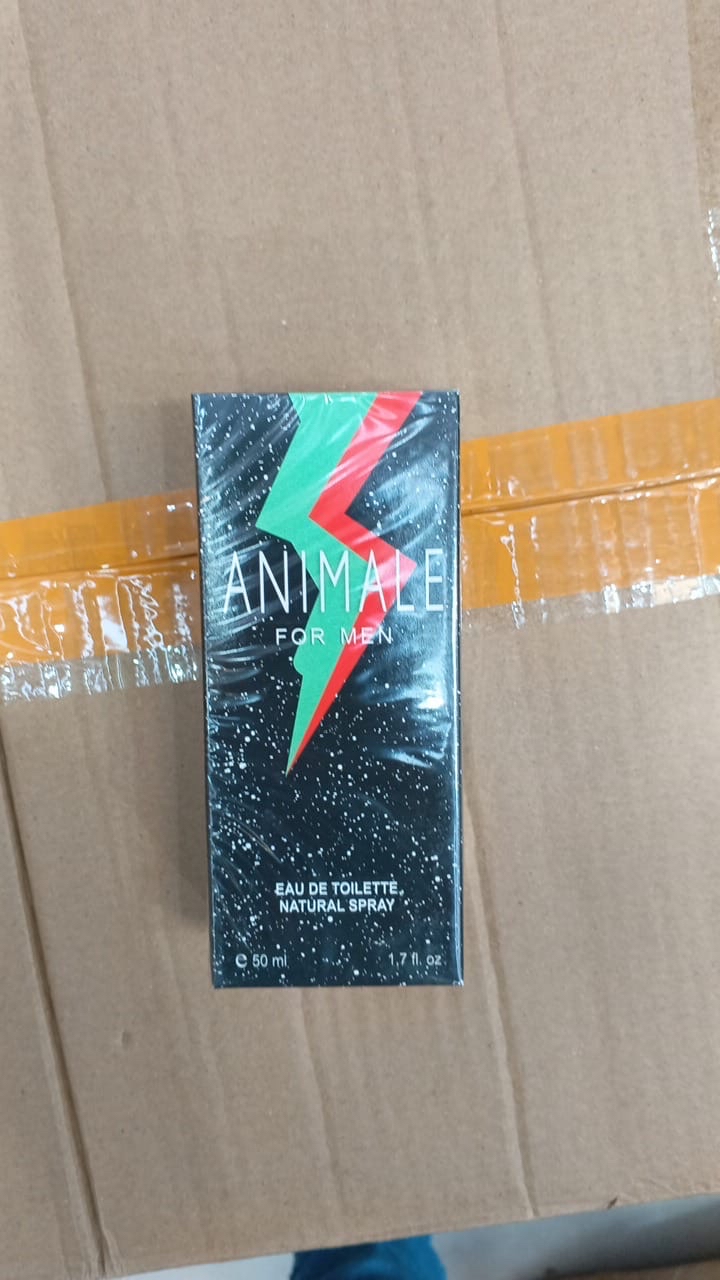 ANIMALE
FOR MEN
EAU DE TOILETTE
NATURAL SPRAY
℮ 50 ml
1.7 fl. oz